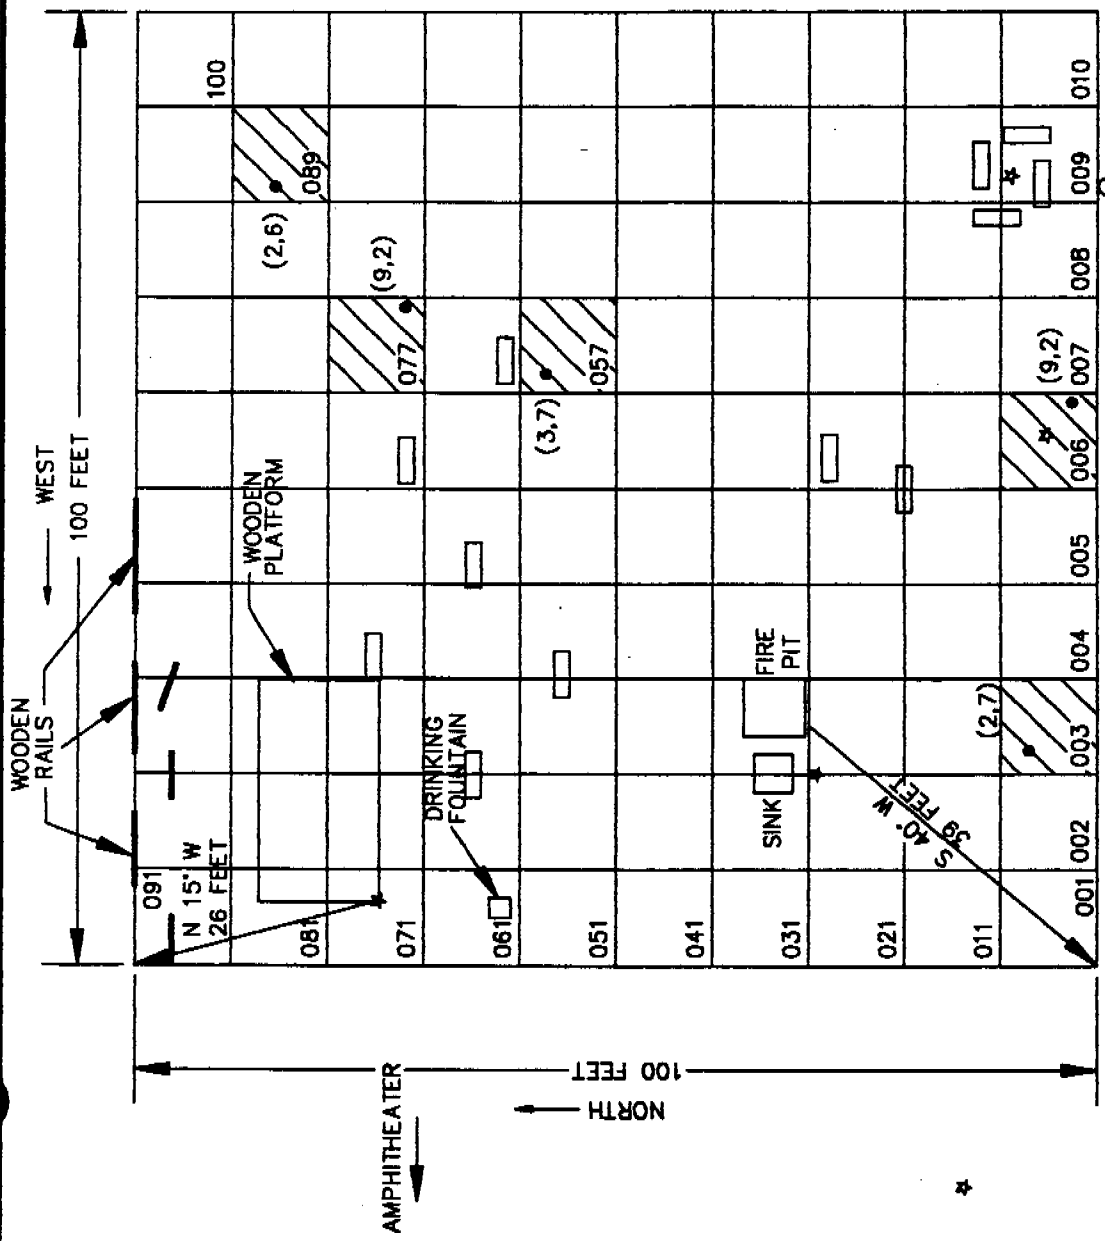 WEST
100 FEET
WOODEN
RAILS
WOODEN
PLATFORM
091
N 15° W
26 FEET
100
081
089
(2,6)
(9,2)
071
077
DRINKING
FOUNTAIN
061
(3,7)
057
051
041
FIRE
PIT
SINK
031
S 40° W
39 FEET
021
011
(2,7)
(9,2)
001
002
003
004
005
006
007
008
009
010
100 FEET
NORTH
AMPHITHEATER